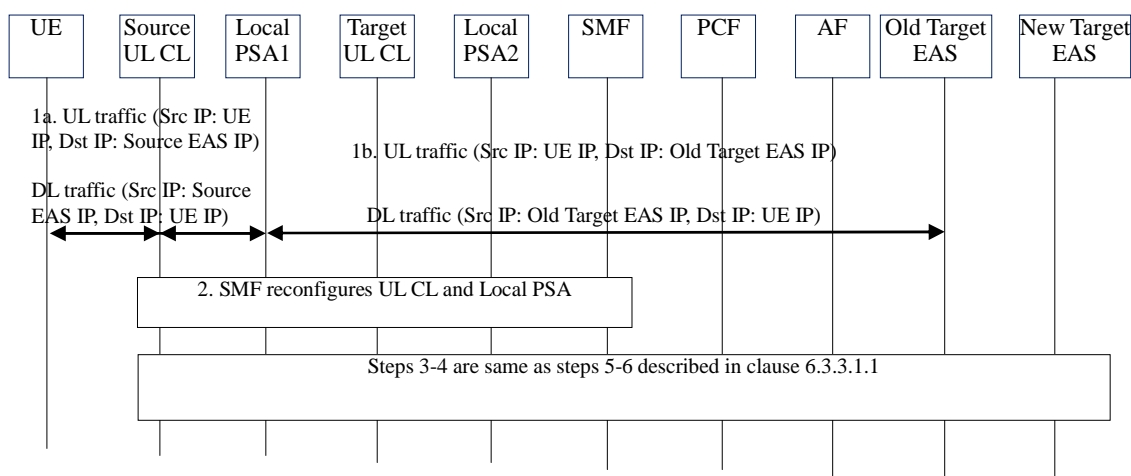 UE
Source
UL CL
Local
PSA1
Target
UL CL
Local
PSA2
SMF
PCF
AF
Old Target
EAS
New Target
EAS
1a. UL traffic (Src IP: UE
IP, Dst IP: Source EAS IP)
1b. UL traffic (Src IP: UE IP, Dst IP: Old Target EAS IP)
DL traffic (Src IP: Source
EAS IP, Dst IP: UE IP)
DL traffic (Src IP: Old Target EAS IP, Dst IP: UE IP)
2. SMF reconfigures UL CL and Local PSA
Steps 3-4 are same as steps 5-6 described in clause 6.3.3.1.1